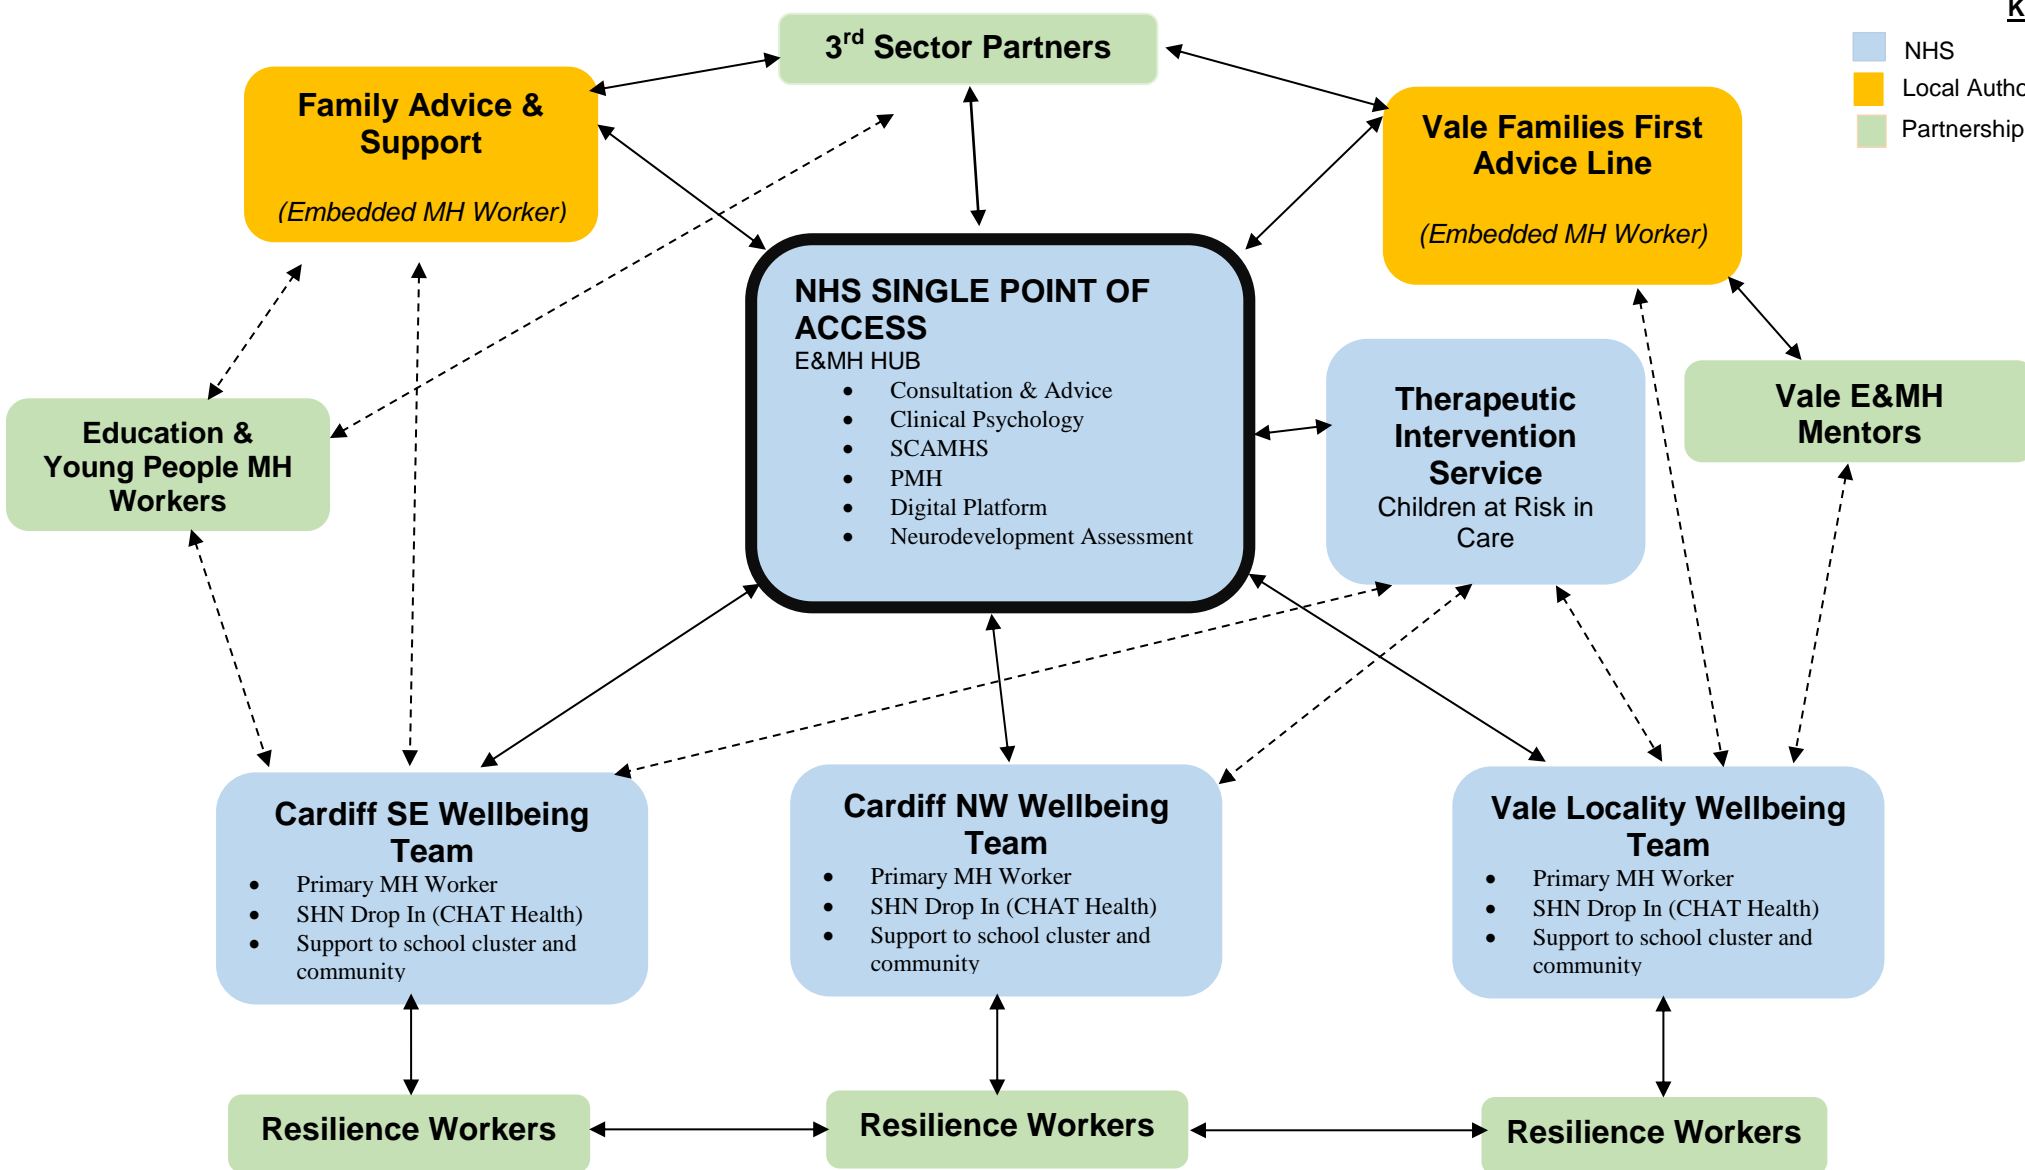 3rd Sector Partners
K
NHS
Local Autho
Partnership
Family Advice &
Support
(Embedded MH Worker)
Vale Families First
Advice Line
(Embedded MH Worker)
NHS SINGLE POINT OF
ACCESS
E&MH HUB
• Consultation & Advice
• Clinical Psychology
• SCAMHS
• PMH
• Digital Platform
• Neurodevelopment Assessment
Therapeutic
Intervention
Service
Children at Risk in
Care
Vale E&MH
Mentors
Education &
Young People MH
Workers
Cardiff SE Wellbeing
Team
• Primary MH Worker
• SHN Drop In (CHAT Health)
• Support to school cluster and
community
Cardiff NW Wellbeing
Team
• Primary MH Worker
• SHN Drop In (CHAT Health)
• Support to school cluster and
community
Vale Locality Wellbeing
Team
• Primary MH Worker
• SHN Drop In (CHAT Health)
• Support to school cluster and
community
Resilience Workers
Resilience Workers
Resilience Workers